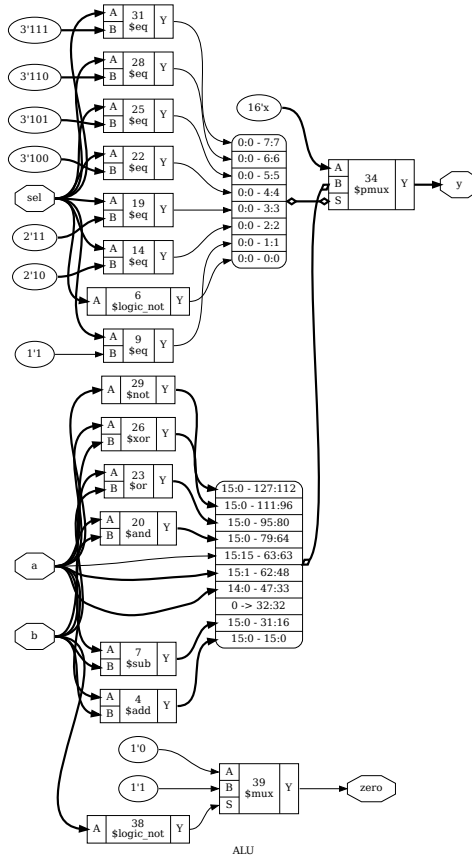 3'111
A
B
31
$eq
Y
3'110
A
B
28
$eq
Y
3'101
A
B
25
$eq
Y
3'100
A
B
22
$eq
Y
sel
2'11
A
B
19
$eq
Y
2'10
A
B
14
$eq
Y
A
6
$logic_not
Y
1'1
A
B
9
$eq
Y
0:0 - 7:7
0:0 - 6:6
0:0 - 5:5
0:0 - 4:4
0:0 - 3:3
0:0 - 2:2
0:0 - 1:1
0:0 - 0:0
16'x
A
B
S
34
$pmux
Y
y
A
29
$not
Y
A
B
26
$xor
Y
A
B
23
$or
Y
A
B
20
$and
Y
a
b
A
B
7
$sub
Y
A
B
4
$add
Y
15:0 - 127:112
15:0 - 111:96
15:0 - 95:80
15:0 - 79:64
15:15 - 63:63
15:1 - 62:48
14:0 - 47:33
0 -> 32:32
15:0 - 31:16
15:0 - 15:0
1'0
1'1
A
38
$logic_not
Y
A
B
S
39
$mux
Y
zero
ALU